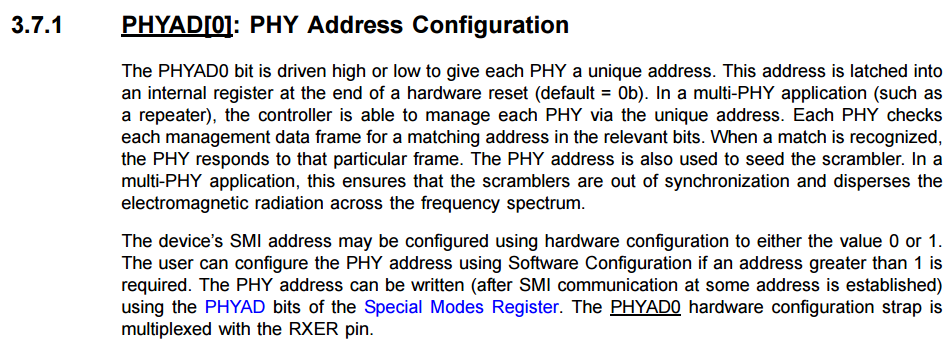 3.7.1 PHYAD[0]: PHY Address Configuration
The PHYAD0 bit is driven high or low to give each PHY a unique address. This address is latched into
an internal register at the end of a hardware reset (default = 0b). In a multi-PHY application (such as
a repeater), the controller is able to manage each PHY via the unique address. Each PHY checks
each management data frame for a matching address in the relevant bits. When a match is recognized,
the PHY responds to that particular frame. The PHY address is also used to seed the scrambler. In a
multi-PHY application, this ensures that the scramblers are out of synchronization and disperses the
electromagnetic radiation across the frequency spectrum.
The device's SMI address may be configured using hardware configuration to either the value 0 or 1.
The user can configure the PHY address using Software Configuration if an address greater than 1 is
required. The PHY address can be written (after SMI communication at some address is established)
using the PHYAD bits of the Special Modes Register. The PHYAD0 hardware configuration strap is
multiplexed with the RXER pin.